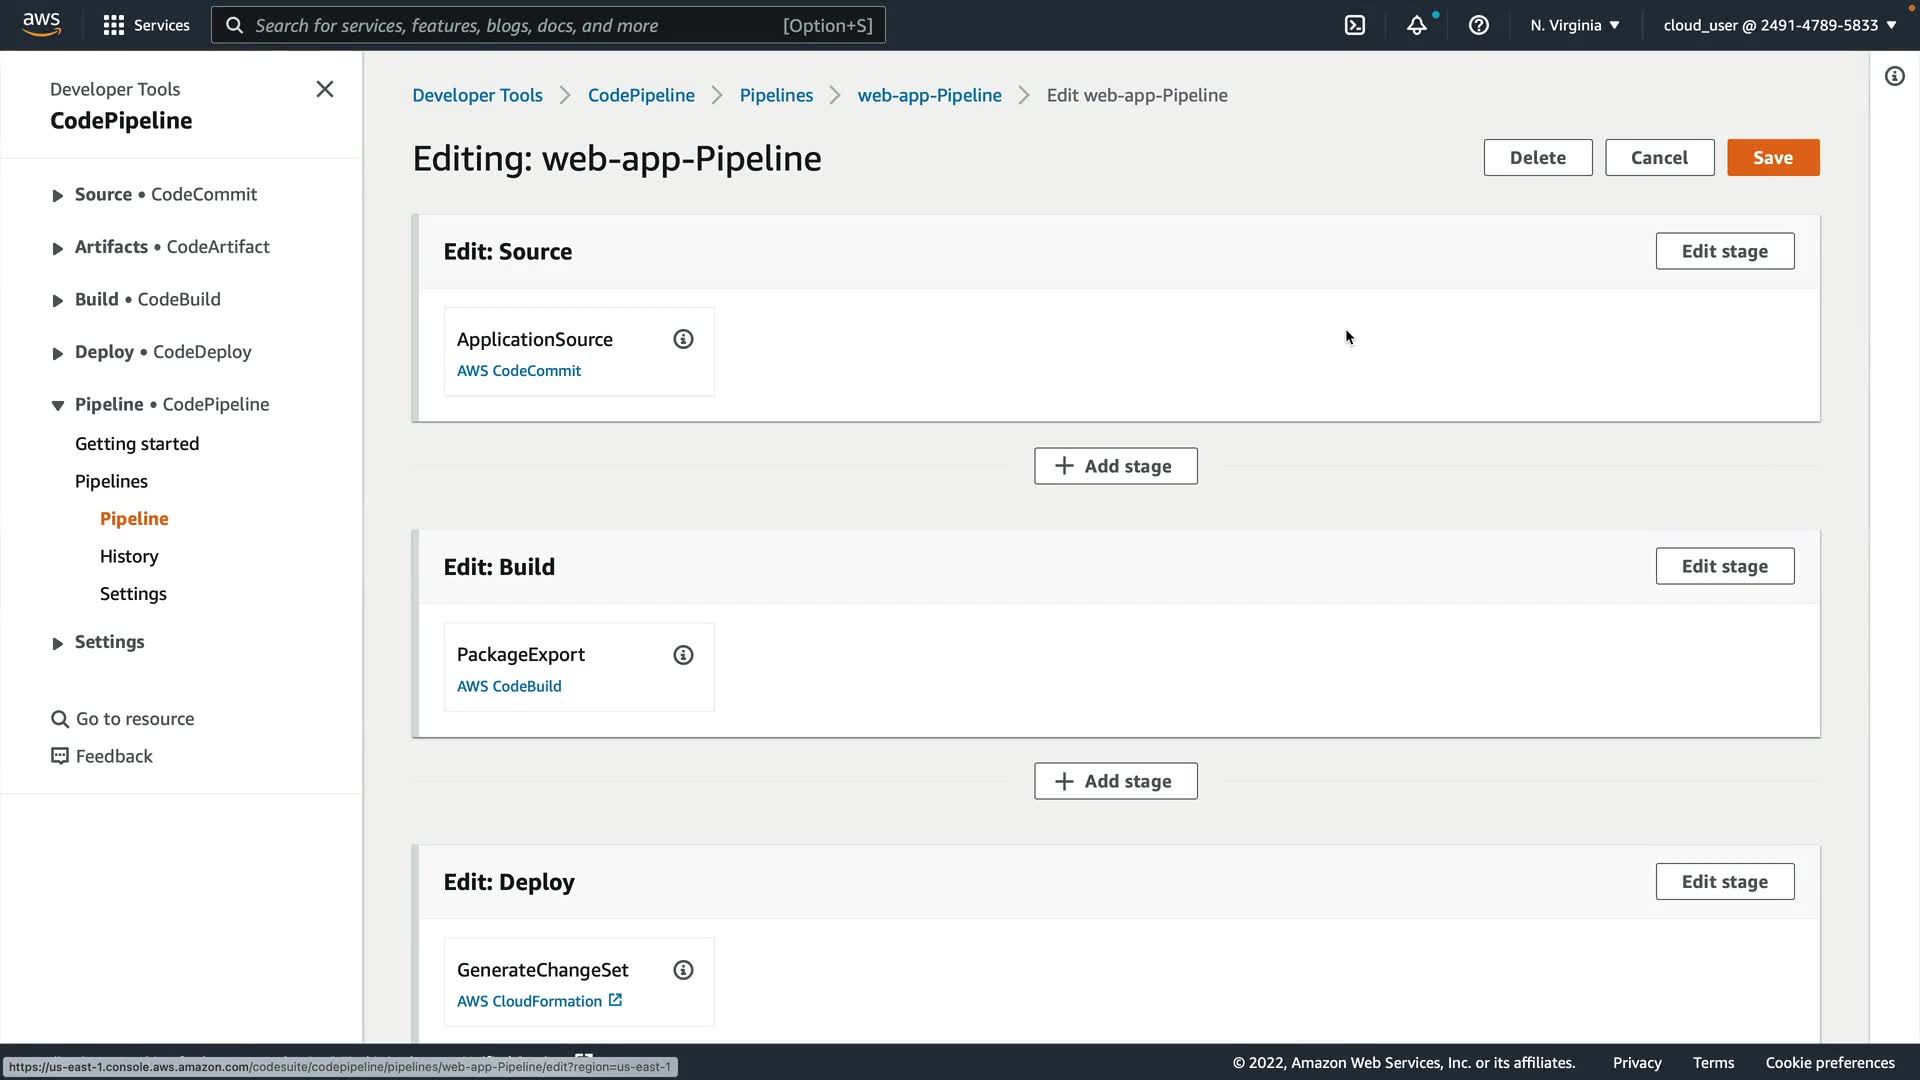 aws
Services
Search for services, features, blogs, docs, and more [Option+S]
N. Virginia
cloud_user @ 2491-4789-5833
Developer Tools
CodePipeline
Source • CodeCommit
Artifacts • CodeArtifact
Build • CodeBuild
Deploy • CodeDeploy
Pipeline • CodePipeline
Getting started
Pipelines
Pipeline
History
Settings
Settings
Go to resource
Feedback
Developer Tools
CodePipeline
Pipelines
web-app-Pipeline
Edit web-app-Pipeline
Editing: web-app-Pipeline
Delete
Cancel
Save
Edit: Source
Edit stage
ApplicationSource
AWS CodeCommit
Add stage
Edit: Build
Edit stage
PackageExport
AWS CodeBuild
Add stage
Edit: Deploy
Edit stage
GenerateChangeSet
AWS CloudFormation
https://us-east-1.console.aws.amazon.com/codesuite/codepipeline/pipelines/web-app-Pipeline/edit?region=us-east-1
© 2022, Amazon Web Services, Inc. or its affiliates.
Privacy
Terms
Cookie preferences